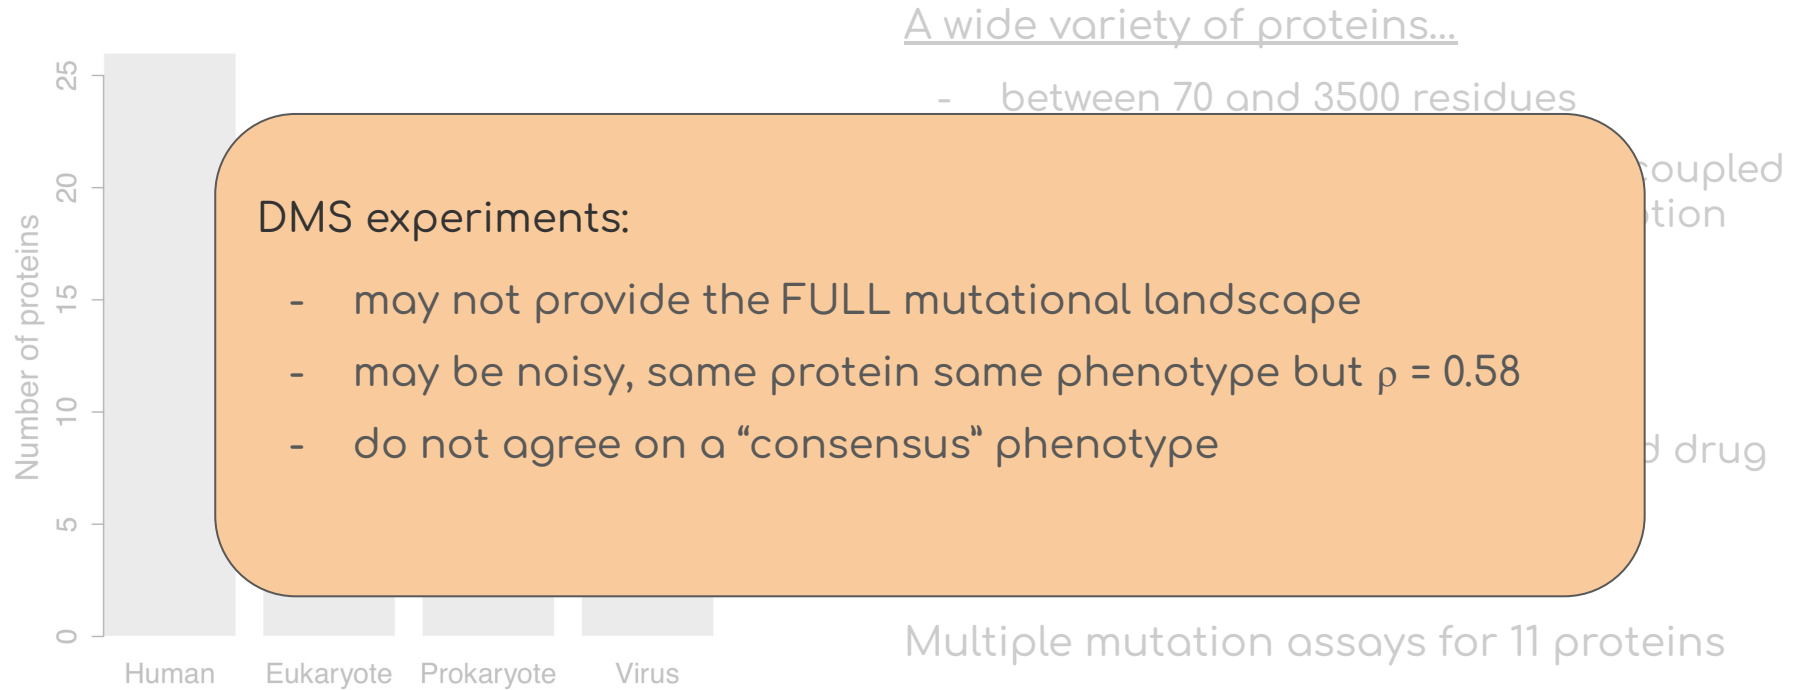 A wide variety of proteins...
- between 70 and 3500 residues
coupled
DMS experiments:
- may not provide the FULL mutational landscape
- may be noisy, same protein same phenotype but ρ = 0.58
- do not agree on a “consensus” phenotype
drug
Multiple mutation assays for 11 proteins
Number of proteins
25
20
15
10
5
0
Human Eukaryote Prokaryote Virus